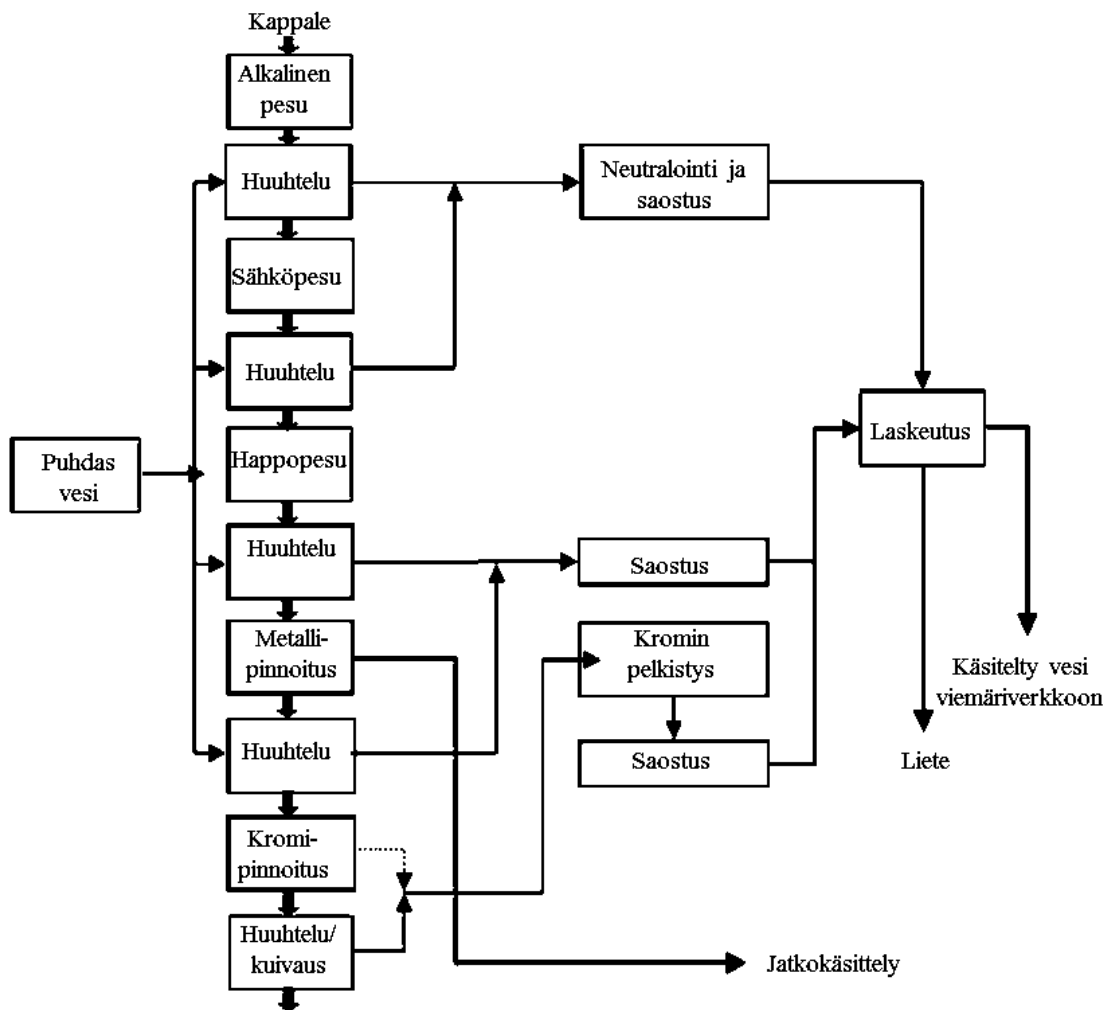 Kappale
Alkalinen
pesu
Huuhtelu
Neutralointi ja
saostus
Sähköpesu
Huuhtelu
Laskeutus
Happopesu
Puhdas
vesi
Huuhtelu
Saostus
Metalli-
pinnoitus
Kromin
pelkistys
Käsitelty vesi
viemäriverkkoon
Huuhtelu
Saostus
Liete
Kromi-
pinnoitus
Huuhtelu/
kuivaus
Jatkokäsittely